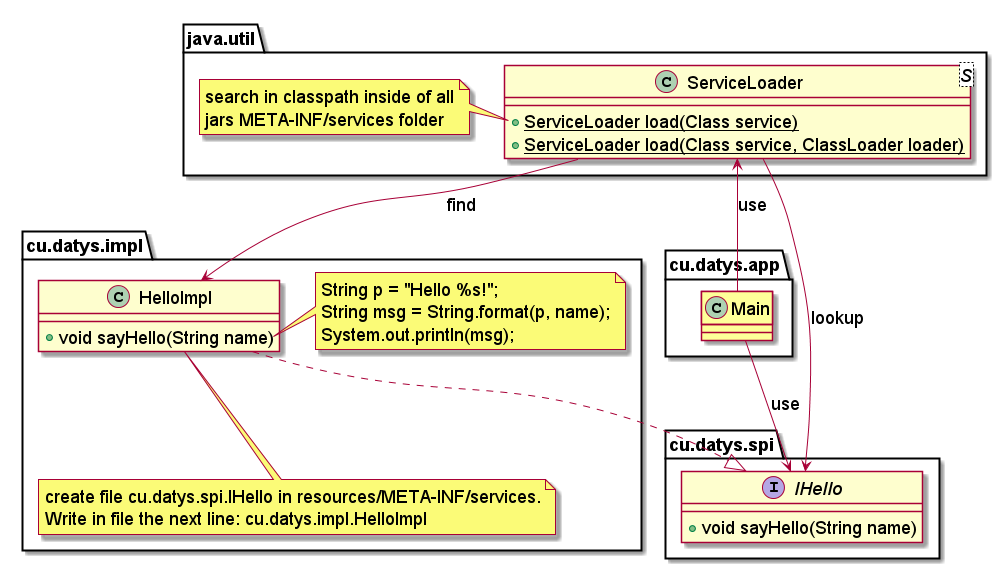 java.util
search in classpath inside of all
jars META-INF/services folder
C ServiceLoader
S
ServiceLoader load(Class service)
ServiceLoader load(Class service, ClassLoader loader)
find
use
lookup
cu.datys.impl
C HelloImpl
void sayHello(String name)
String p = "Hello %s!";
String msg = String.format(p, name);
System.out.println(msg);
create file cu.datys.spi.IHello in resources/META-INF/services.
Write in file the next line: cu.datys.impl.HelloImpl
cu.datys.app
C Main
use
cu.datys.spi
I IHello
void sayHello(String name)